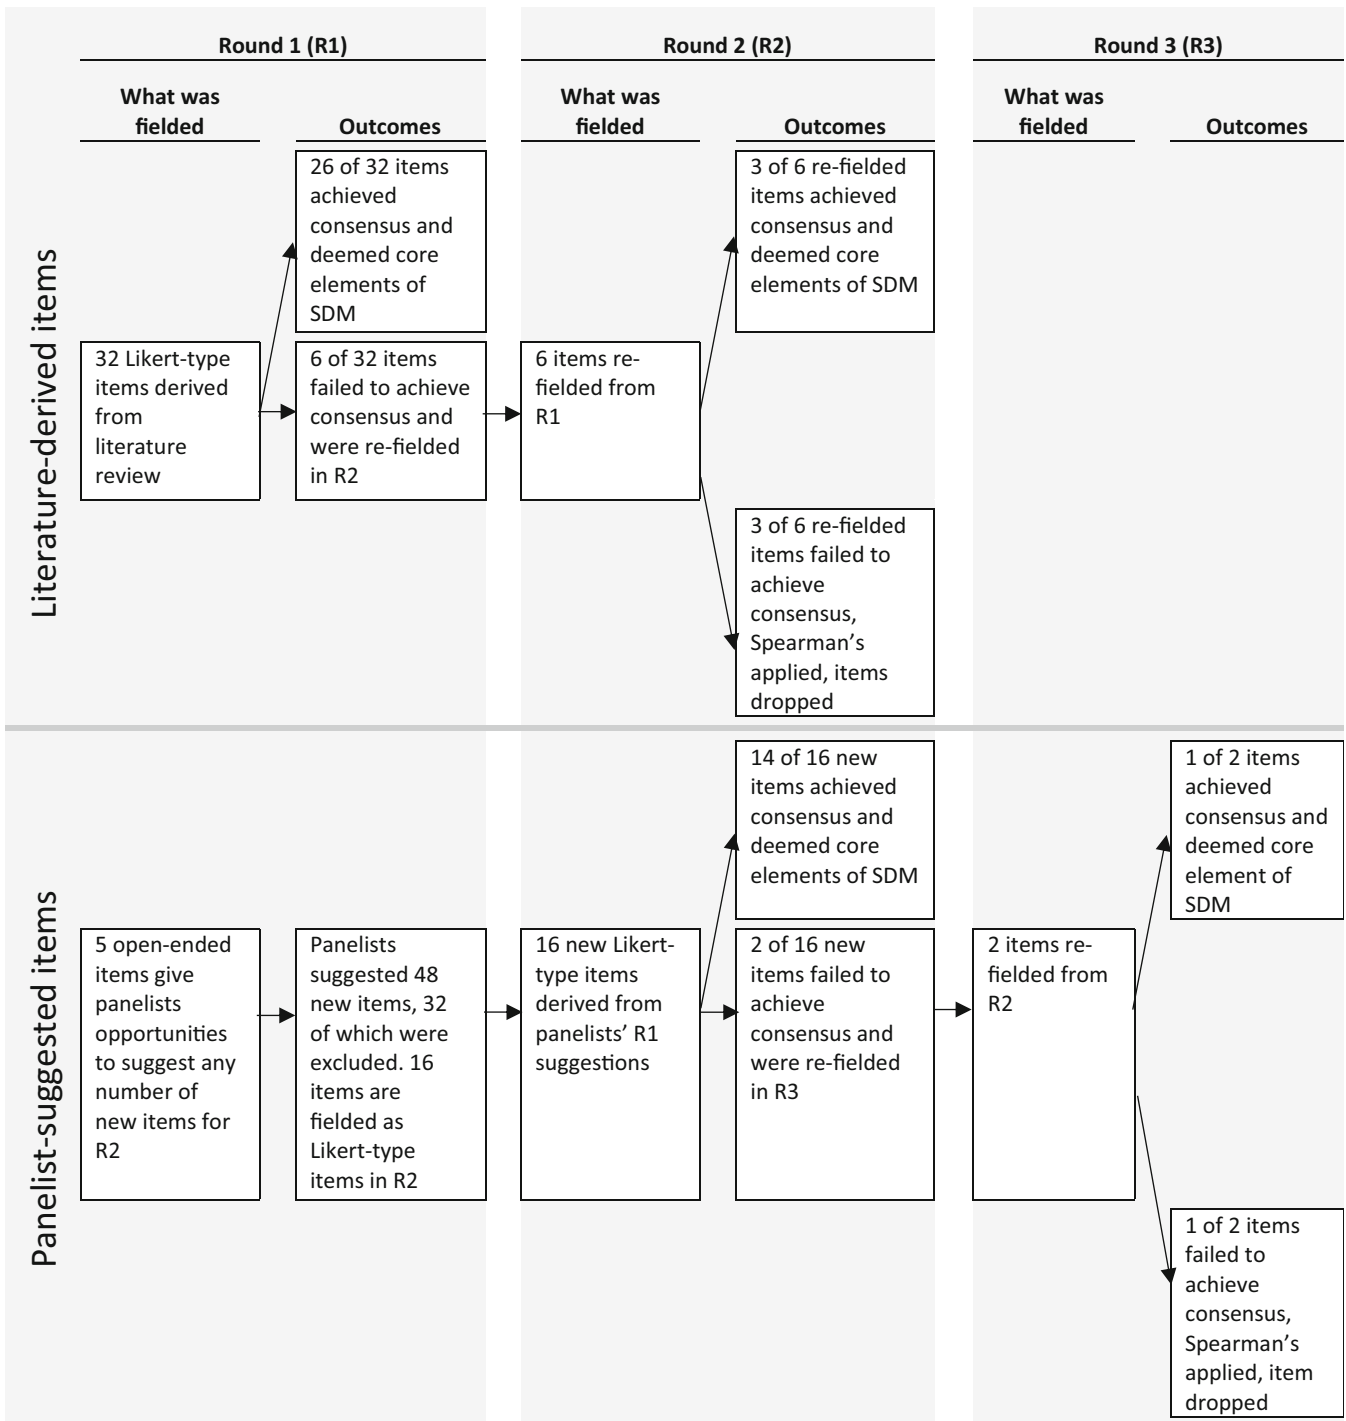 Round 1 (R1)
Round 2 (R2)
Round 3 (R3)
What was
fielded
Outcomes
What was
fielded
Outcomes
What was
fielded
Outcomes
Literature-derived items
32 Likert-type
items derived
from
literature
review
26 of 32 items
achieved
consensus and
deemed core
elements of
SDM
6 of 32 items
failed to achieve
consensus and
were re-fielded
in R2
6 items re-
fielded from
R1
3 of 6 re-fielded
items achieved
consensus and
deemed core
elements of SDM
3 of 6 re-fielded
items failed to
achieve
consensus,
Spearman’s
applied, items
dropped
Panelist-suggested items
5 open-ended
items give
panelists
opportunities
to suggest any
number of
new items for
R2
Panelists
suggested 48
new items, 32
of which were
excluded. 16
items are
fielded as
Likert-type
items in R2
16 new Likert-
type items
derived from
panelists’ R1
suggestions
14 of 16 new
items achieved
consensus and
deemed core
elements of SDM
2 of 16 new
items failed to
achieve
consensus and
were re-fielded
in R3
2 items re-
fielded from
R2
1 of 2 items
achieved
consensus and
deemed core
element of
SDM
1 of 2 items
failed to
achieve
consensus,
Spearman’s
applied, item
dropped